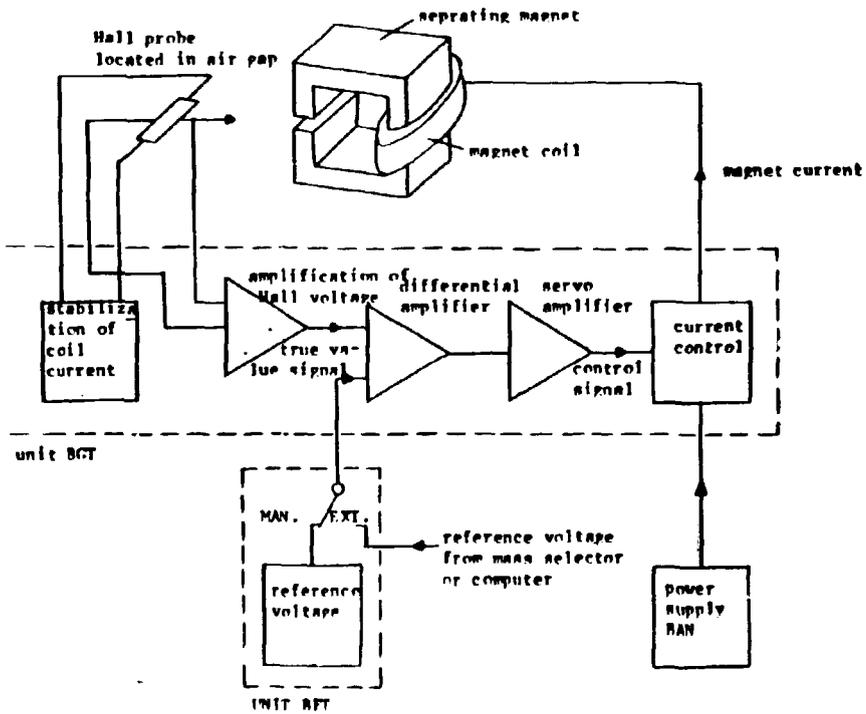 seprating magnet
Hall probe
located in air gap
magnet coil
magnet current
amplification of
Hall voltage
differential
amplifier
servo
amplifier
stabiliza
tion of
coil
current
true va-
lue signal
control
signal
current
control
unit BGT
MAN. EXT.
reference voltage
from mass selector
or computer
reference
voltage
power
supply
UNIT